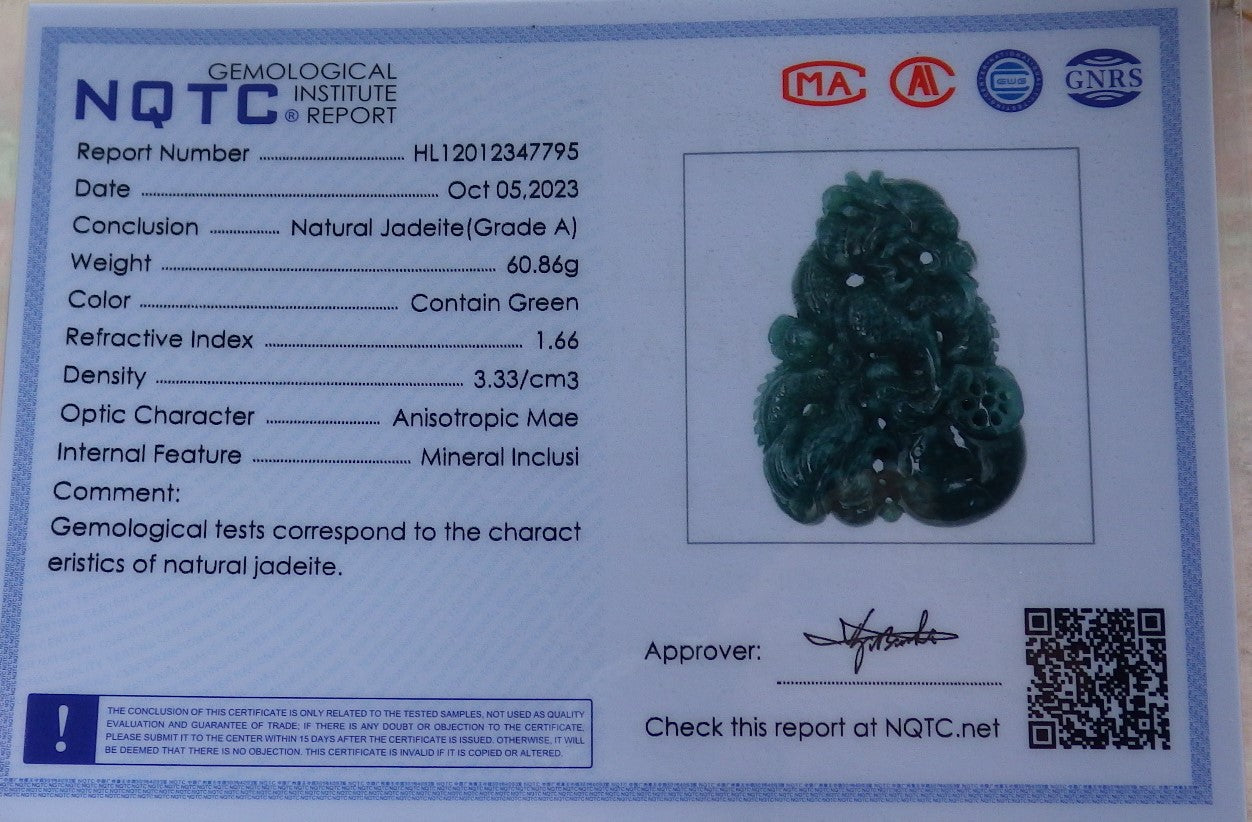 GEMOLOGICAL
NQTC® INSTITUTE
REPORT
Report Number ........................ HL12012347795
Date ........................ Oct 05,2023
Conclusion ............ Natural Jadeite(Grade A)
Weight ........................ 60.86g
Color ........................ Contain Green
Refractive Index ........................ 1.66
Density ........................ 3.33/cm3
Optic Character ............ Anisotropic Mae
Internal Feature ............ Mineral Inclusi
Comment:
Gemological tests correspond to the charact
eristics of natural jadeite.
! THE CONCLUSION OF THIS CERTIFICATE IS ONLY RELATED TO THE TESTED SAMPLES, NOT USED AS QUALITY
EVALUATION AND GUARANTEE OF TRADE; IF THERE IS ANY DOUBT OR OBJECTION TO THE CERTIFICATE,
PLEASE SUBMIT IT TO THE CENTER WITHIN 15 DAYS AFTER THE CERTIFICATE IS ISSUED. OTHERWISE, IT WILL
BE DEEMED THAT THERE IS NO OBJECTION. THIS CERTIFICATE IS INVALID IF IT IS COPIED OR ALTERED.
MA
GWG
GNRS
Approver:
Check this report at NQTC.net